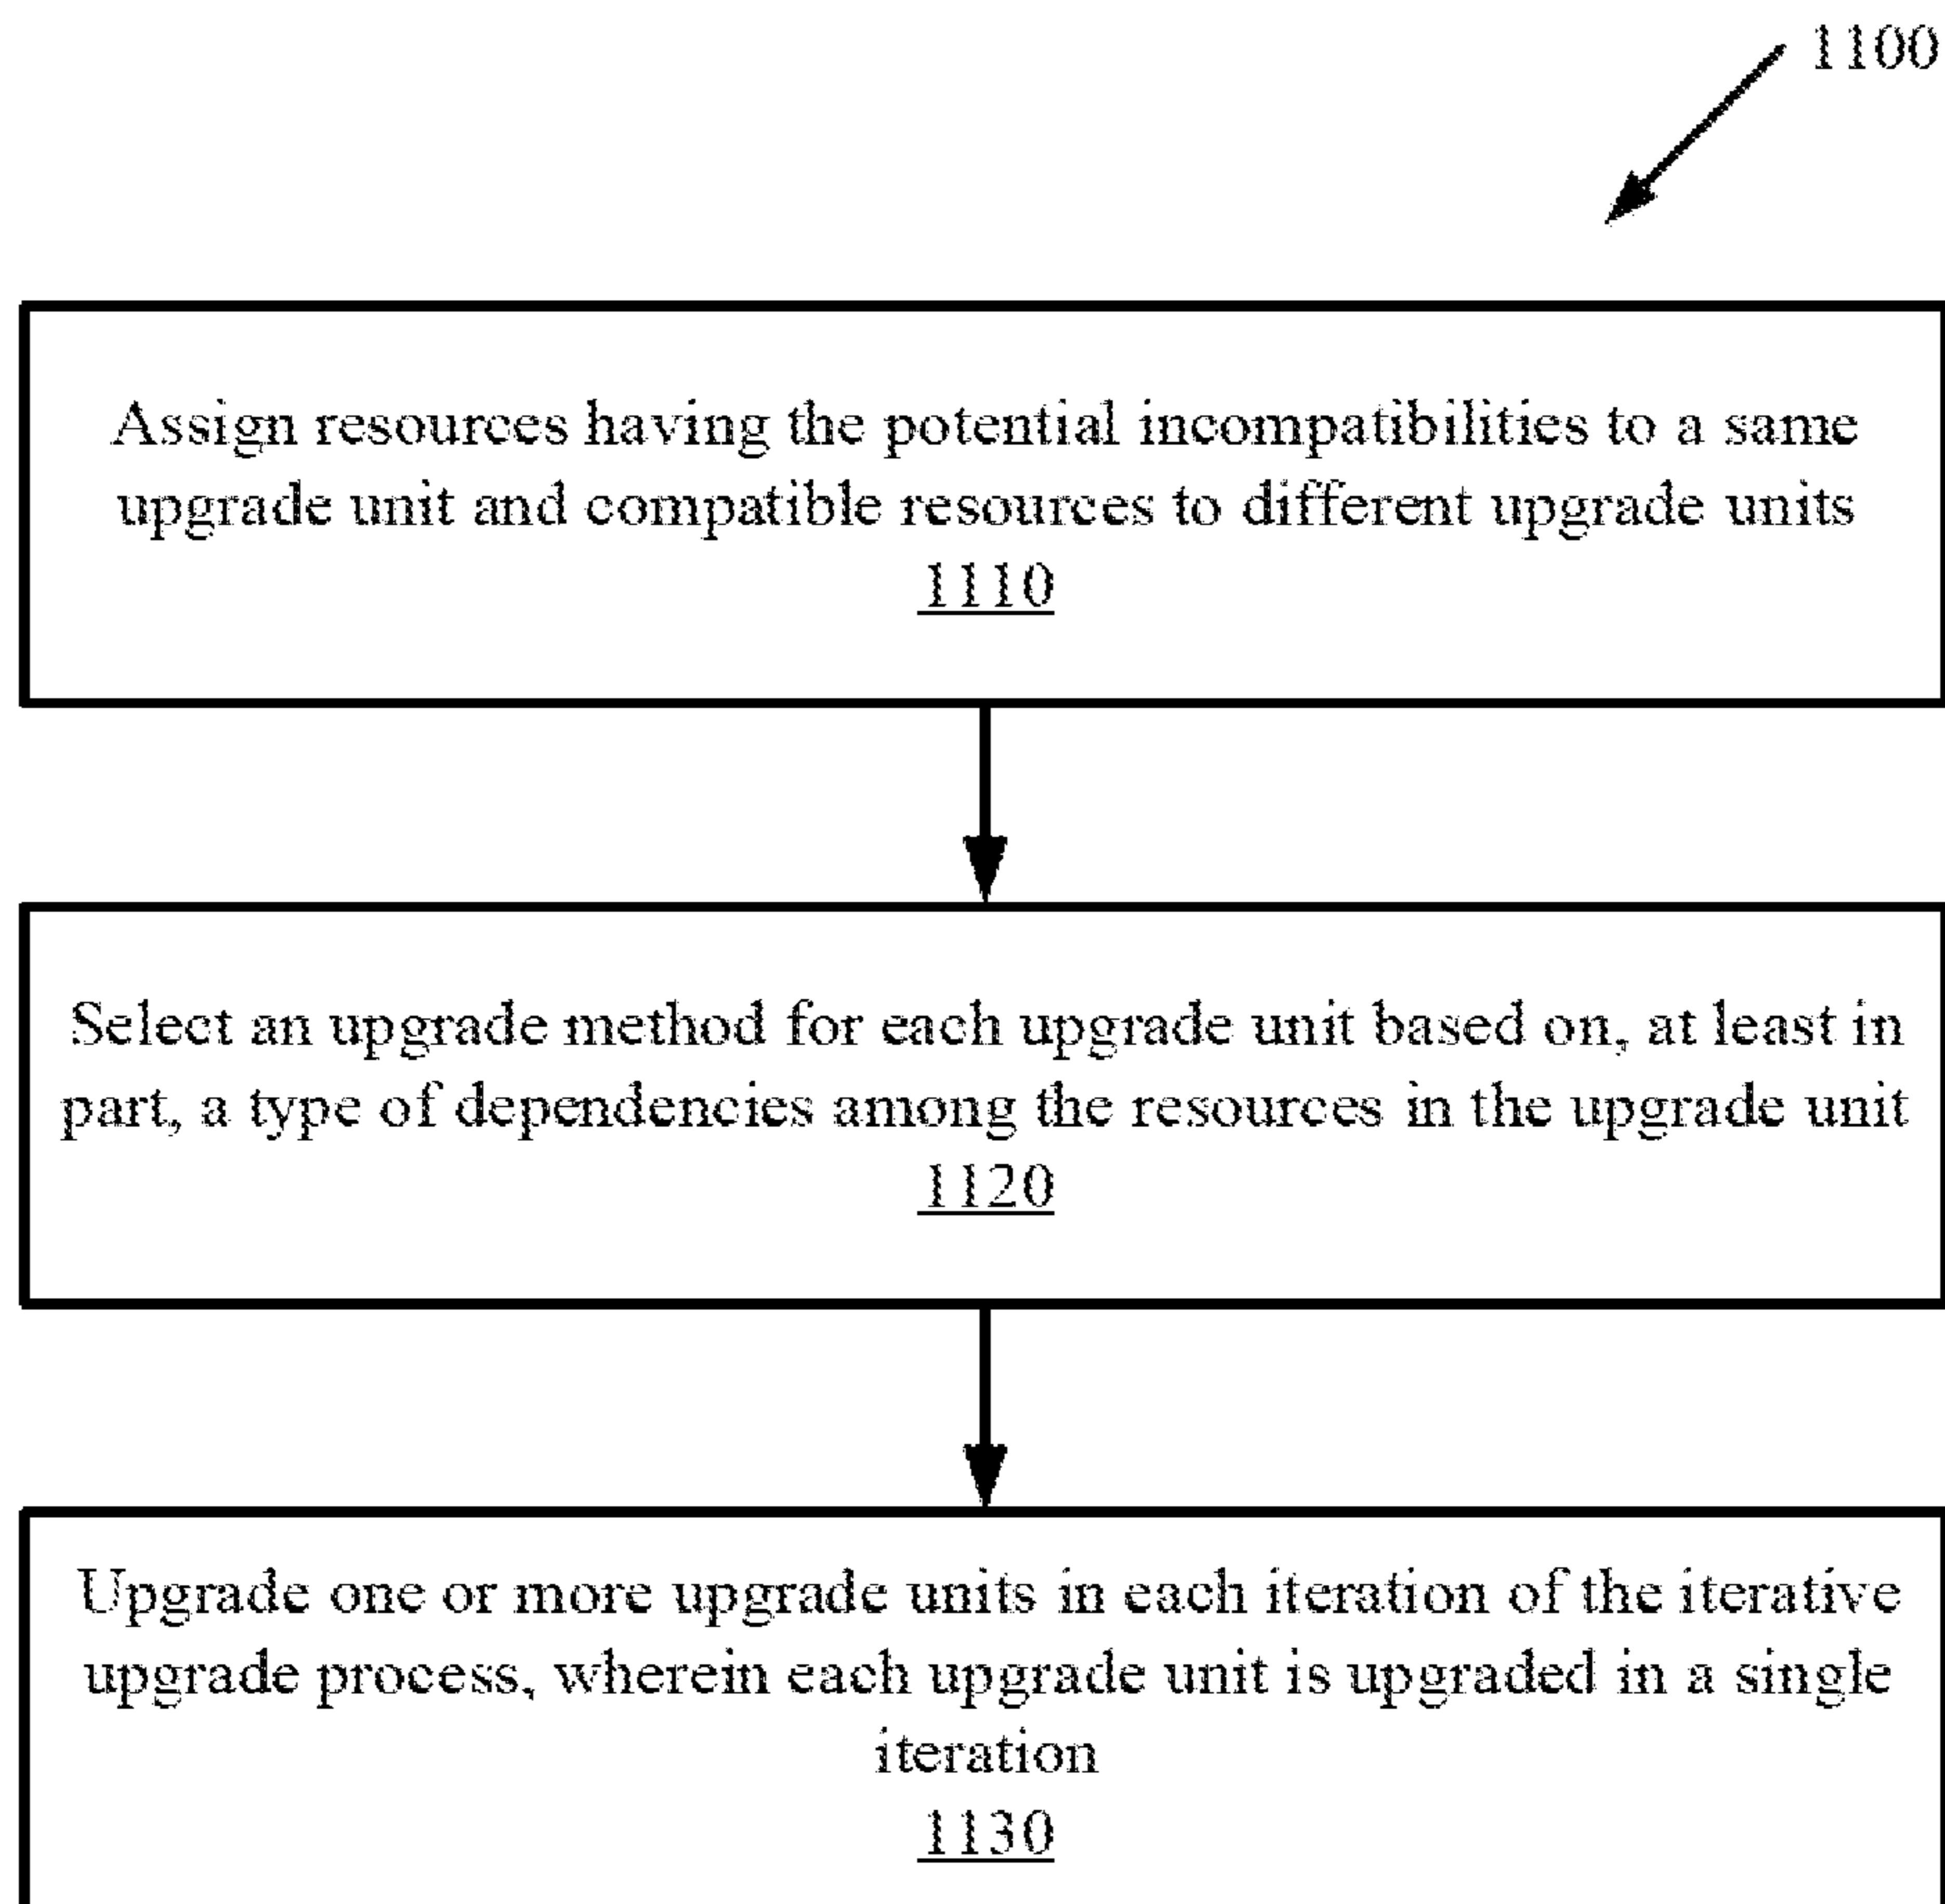 1100
Assign resources having the potential incompatibilities to a same
upgrade unit and compatible resources to different upgrade units
1110
Select an upgrade method for each upgrade unit based on, at least in
part, a type of dependencies among the resources in the upgrade unit
1120
Upgrade one or more upgrade units in each iteration of the iterative
upgrade process, wherein each upgrade unit is upgraded in a single
iteration
1130